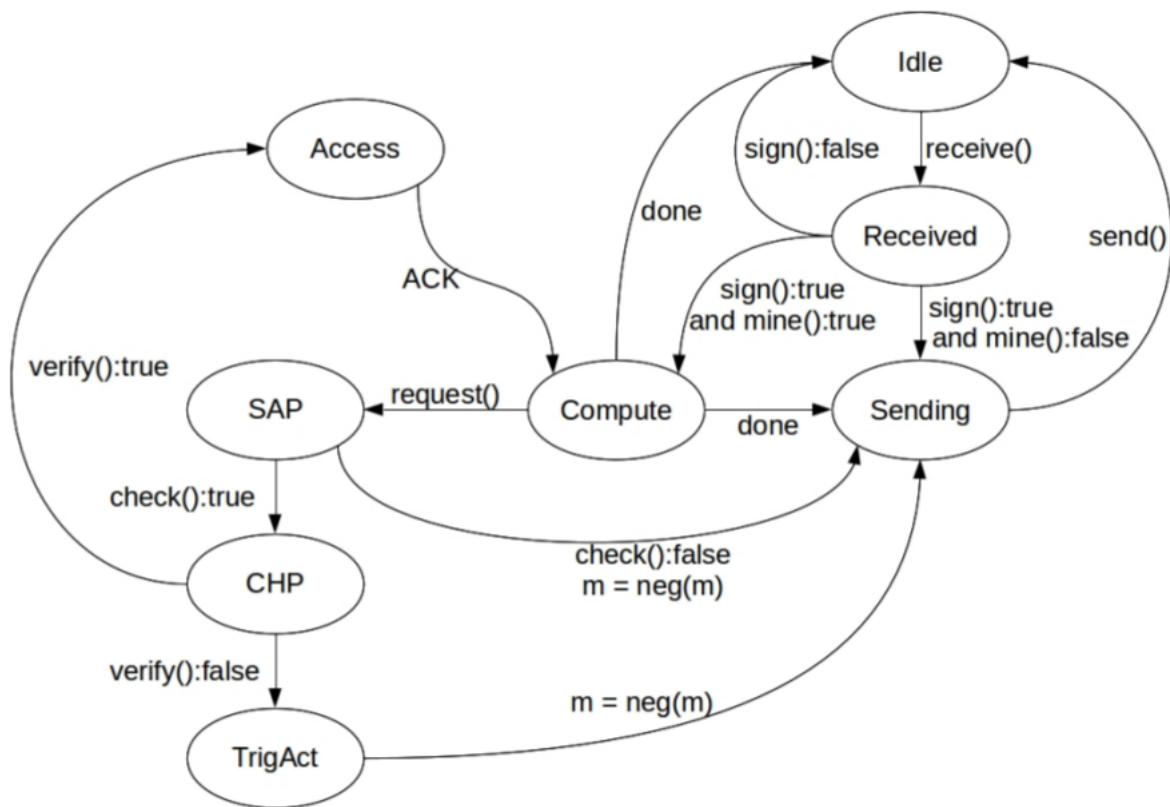 Idle
Access
sign():false
receive()
done
Received
send()
ACK
sign():true
and mine():true
sign():true
and mine():false
verify():true
SAP
request()
Compute
done
Sending
check():true
check():false
m = neg(m)
CHP
verify():false
m = neg(m)
TrigAct